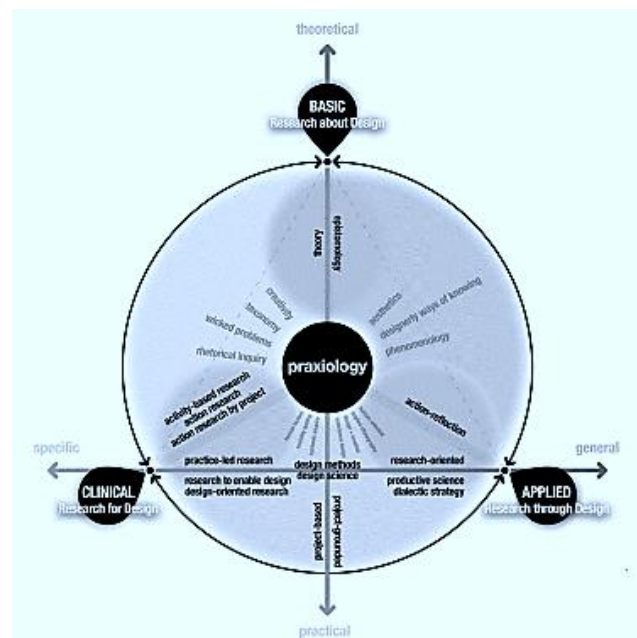 theoretical
BASIC
Research about Design
theory
epistemology
creativity
taxonomy
wicked problems
rhetorical inquiry
aesthetics
designerly ways of knowing
phenomenology
praxiology
activity-based research
action research
action research by project
action-reflection
specific
general
practice-led research
design methods
design science
research-oriented
research to enable design
design-oriented research
productive science
dialectic strategy
CLINICAL
Research for Design
APPLIED
Research through Design
project-based
project-grounded
practical